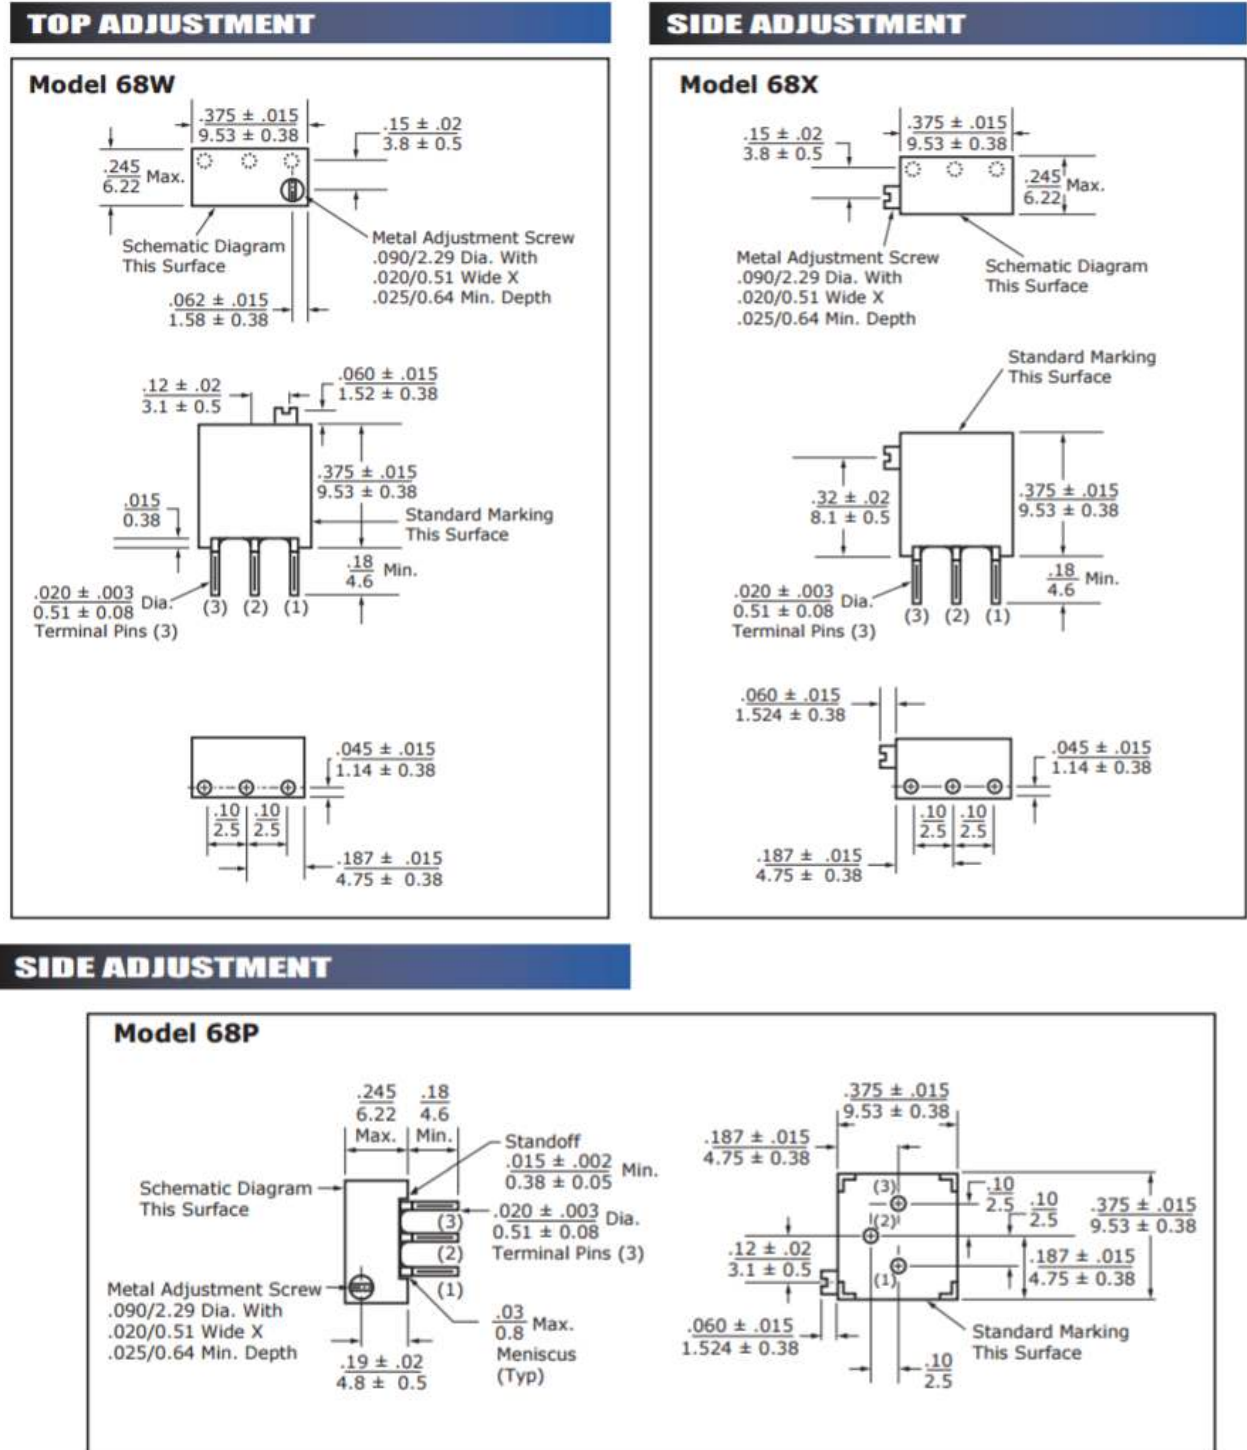 TOP ADJUSTMENT
Model 68W
.375 ± .015
9.53 ± 0.38
.15 ± .02
3.8 ± 0.5
.245
6.22
Max.
Schematic Diagram
This Surface
Metal Adjustment Screw
.090/2.29 Dia. With
.020/0.51 Wide X
.025/0.64 Min. Depth
.062 ± .015
1.58 ± 0.38
.12 ± .02
3.1 ± 0.5
.060 ± .015
1.52 ± 0.38
.375 ± .015
9.53 ± 0.38
.015
0.38
Standard Marking
This Surface
.18
4.6
Min.
.020 ± .003
0.51 ± 0.08
Dia.
Terminal Pins (3)
(3) (2) (1)
.045 ± .015
1.14 ± 0.38
.10 .10
2.5 2.5
.187 ± .015
4.75 ± 0.38
SIDE ADJUSTMENT
Model 68X
.15 ± .02
3.8 ± 0.5
.375 ± .015
9.53 ± 0.38
.245
6.22
Max.
Metal Adjustment Screw
.090/2.29 Dia. With
.020/0.51 Wide X
.025/0.64 Min. Depth
Schematic Diagram
This Surface
Standard Marking
This Surface
.32 ± .02
8.1 ± 0.5
.375 ± .015
9.53 ± 0.38
.18
4.6
Min.
.020 ± .003
0.51 ± 0.08
Dia.
Terminal Pins (3)
(3) (2) (1)
.060 ± .015
1.524 ± 0.38
.045 ± .015
1.14 ± 0.38
.10 .10
2.5 2.5
.187 ± .015
4.75 ± 0.38
SIDE ADJUSTMENT
Model 68P
.245
6.22
Max.
.18
4.6
Min.
Standoff
.015 ± .002
0.38 ± 0.05
Min.
Schematic Diagram
This Surface
.020 ± .003
0.51 ± 0.08
Dia.
Terminal Pins (3)
(3)
(2)
(1)
Metal Adjustment Screw
.090/2.29 Dia. With
.020/0.51 Wide X
.025/0.64 Min. Depth
.03
0.8
Max.
Meniscus
(Typ)
.19 ± .02
4.8 ± 0.5
.375 ± .015
9.53 ± 0.38
.187 ± .015
4.75 ± 0.38
(3)
(2)
(1)
.10
2.5
.10
2.5
.375 ± .015
9.53 ± 0.38
.12 ± .02
3.1 ± 0.5
.187 ± .015
4.75 ± 0.38
.060 ± .015
1.524 ± 0.38
.10
2.5
Standard Marking
This Surface